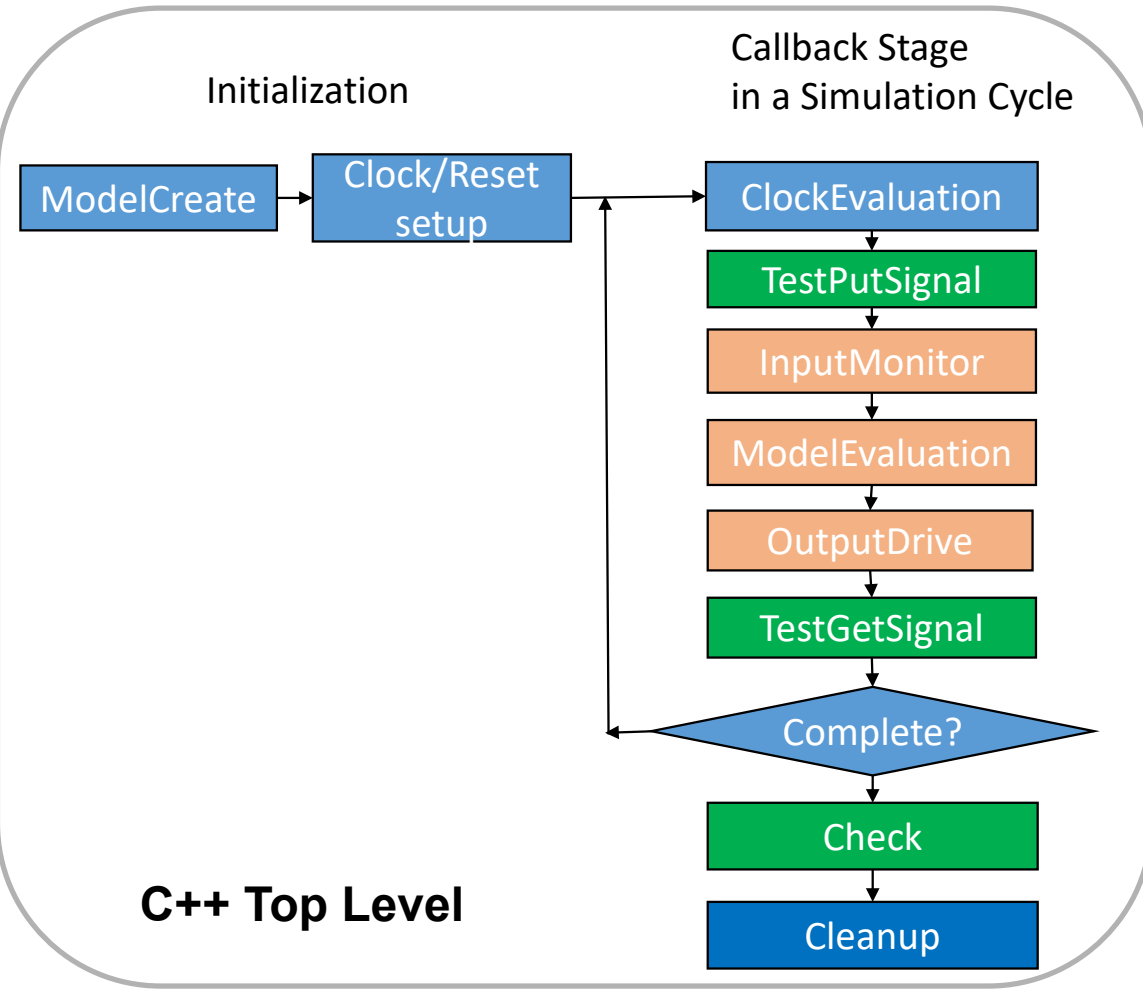 Initialization
Callback Stage
in a Simulation Cycle
ModelCreate
Clock/Reset
setup
ClockEvaluation
TestPutSignal
InputMonitor
ModelEvaluation
OutputDrive
TestGetSignal
Complete?
Check
Cleanup
C++ Top Level